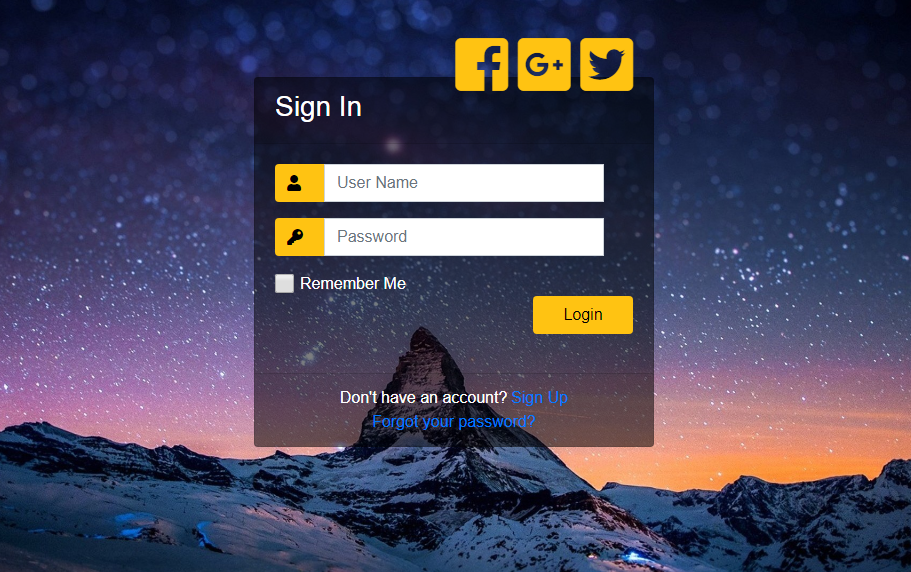 Sign In
User Name
Password
Remember Me
Login
Don't have an account? Sign Up
Forgot your password?